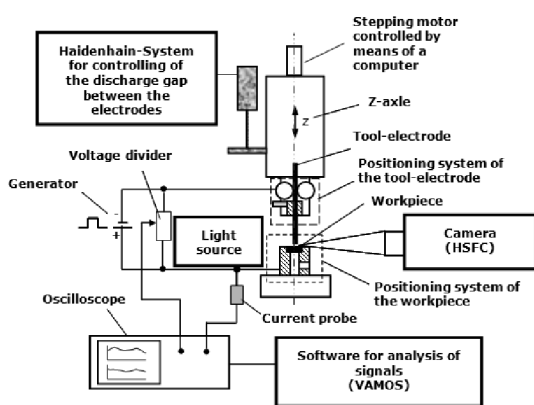 Stepping motor
controlled by
means of a
computer
Haidenhain-System
for controlling of
the discharge gap
between the
electrodes
Z-axle
z
Tool-electrode
Voltage divider
Positioning system of
the tool-electrode
Generator
-
+
Workpiece
Light
source
Camera
(HSFC)
Positioning system of
the workpiece
Oscilloscope
Current probe
Software for analysis of
signals
(VAMOS)